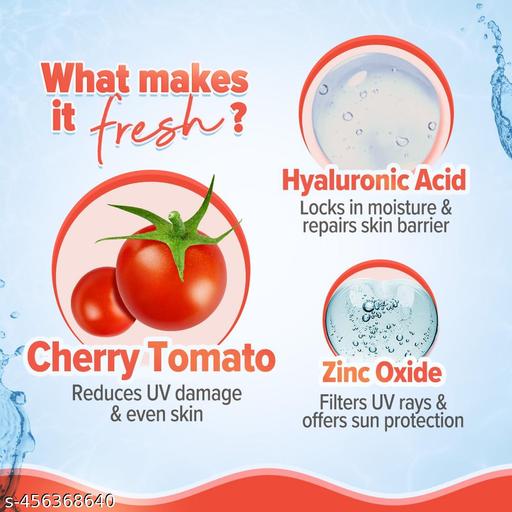 What makes
it fresh?
Hyaluronic Acid
Locks in moisture &
repairs skin barrier
Cherry Tomato
Reduces UV damage
& even skin
Zinc Oxide
Filters UV rays &
offers sun protection
s-456368640